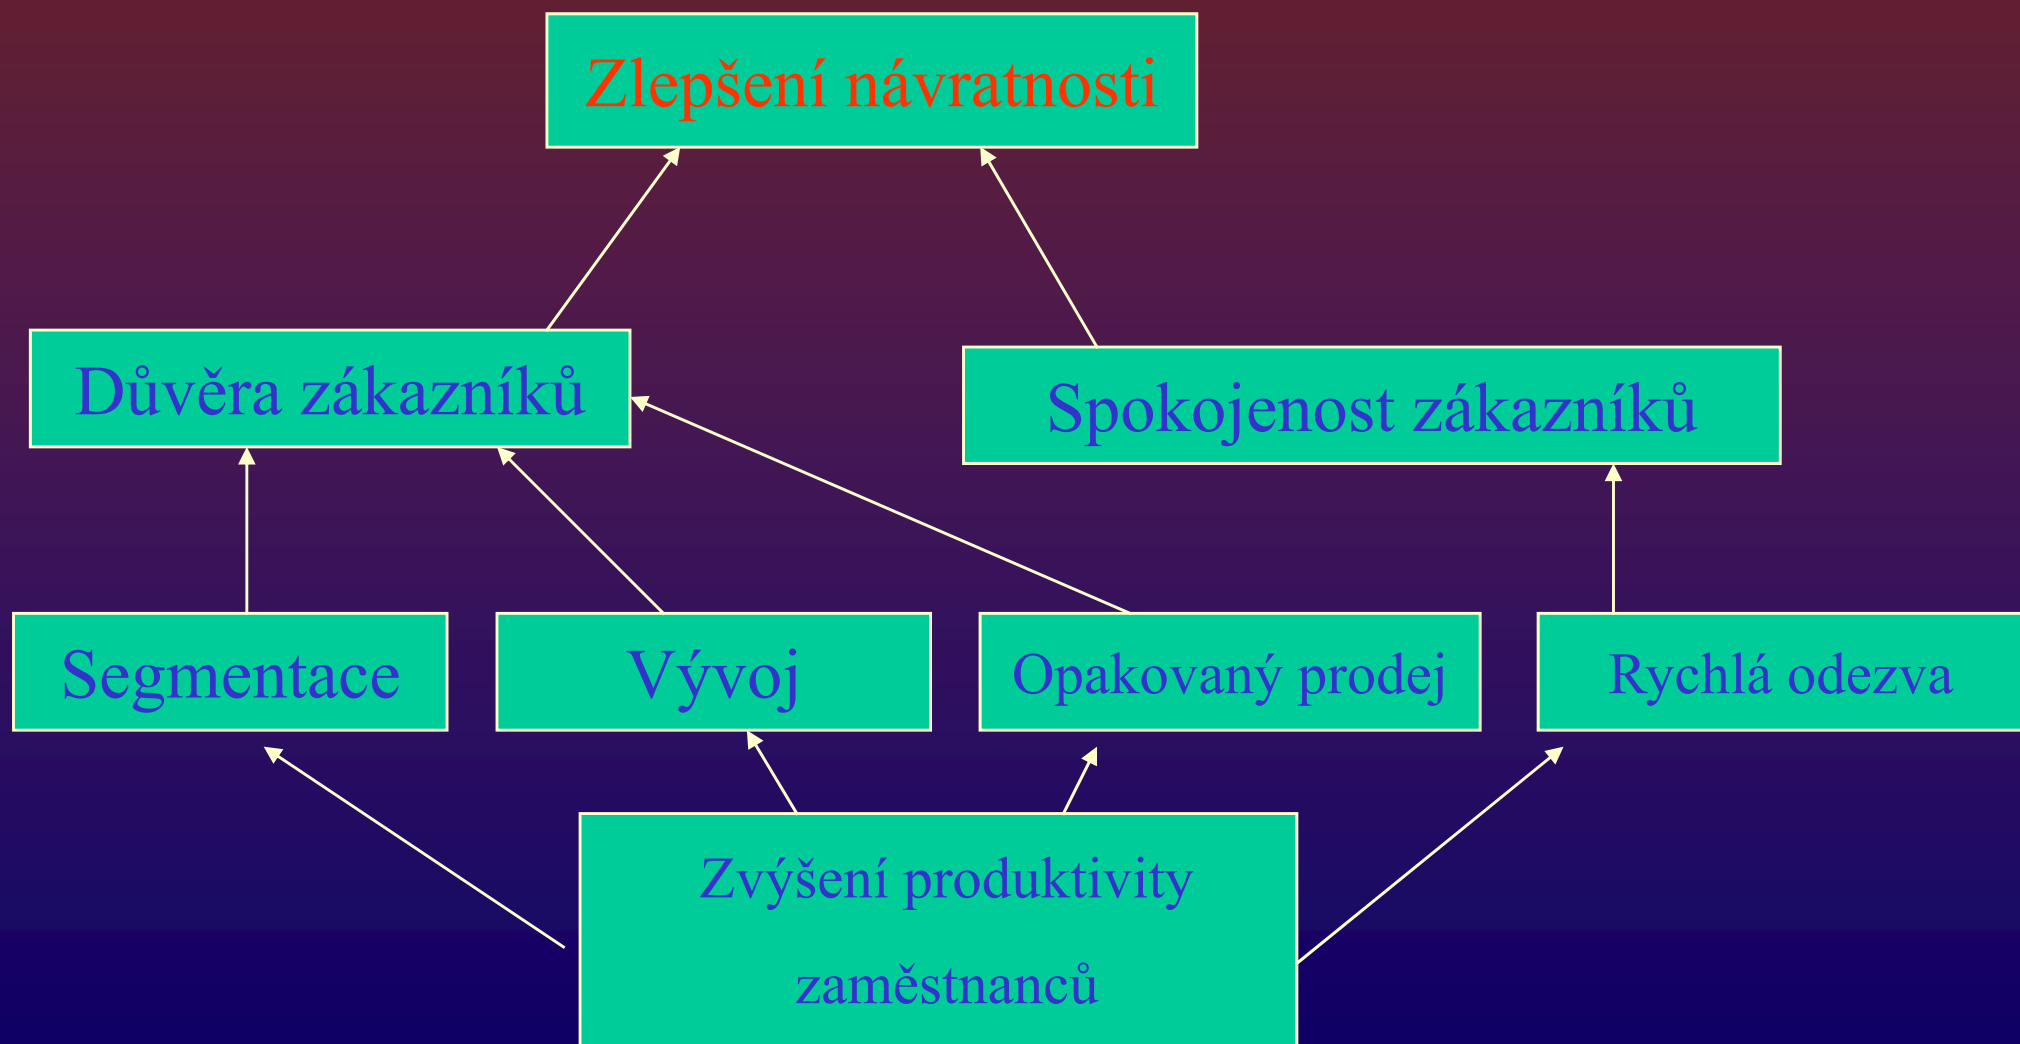 Zlepšení návratnosti
Důvěra zákazníků
Spokojenost zákazníků
Segmentace
Vývoj
Opakovaný prodej
Rychlá odezva
Zvýšení produktivity
zaměstnanců